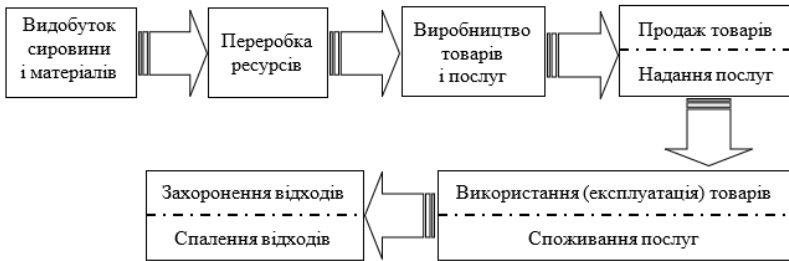 Видобуток
сировини
і матеріалів
Переробка
ресурсів
Виробництво
товарів
і послуг
Продаж товарів
Надання послуг
Використання (експлуатація) товарів
Споживання послуг
Захоронення відходів
Спалення відходів